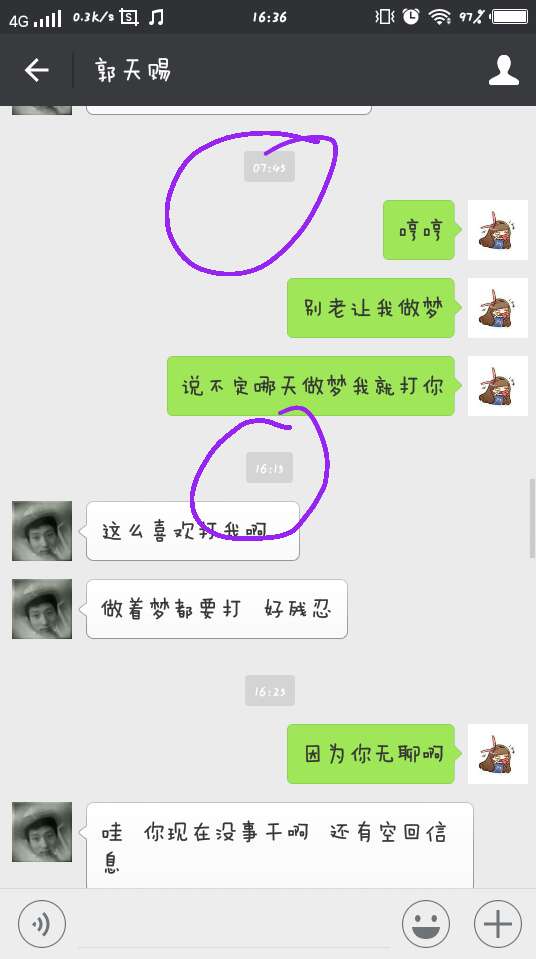 4G 0.3k/s 16:36 97%
郭天赐
07:45
哼哼
别老让我做梦
说不定哪天做梦我就打你
16:15
这么喜欢打我啊
做着梦都要打 好残忍
16:25
因为你无聊啊
哇 你现在没事干啊 还有空回信
息